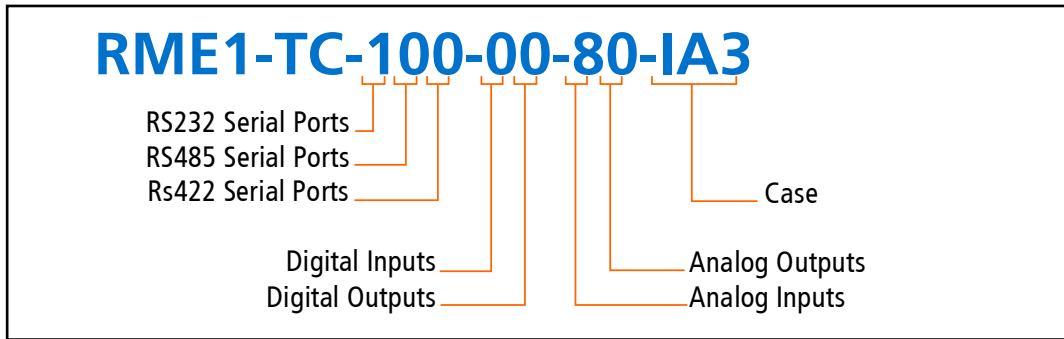 RME1-TC-100-00-80-IA3
RS232 Serial Ports
RS485 Serial Ports
Rs422 Serial Ports
Case
Digital Inputs
Analog Outputs
Digital Outputs
Analog Inputs